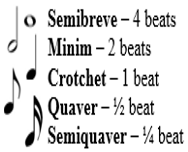 Semibreve – 4 beats
Minim – 2 beats
Crotchet – 1 beat
Quaver – ½ beat
Semiquaver – ¼ beat